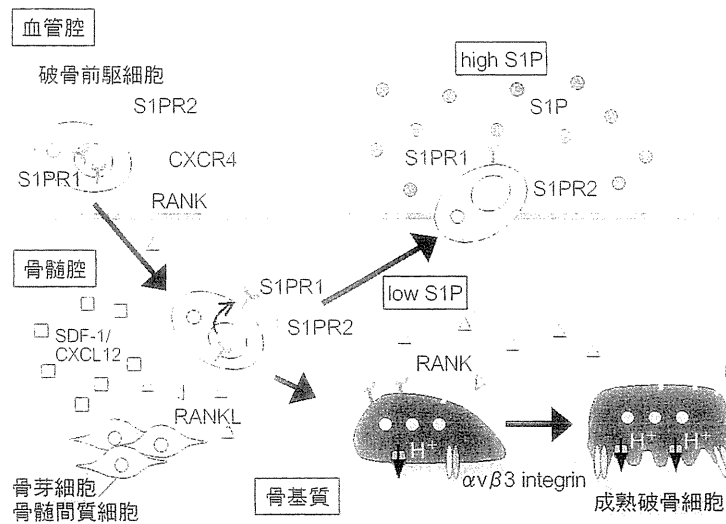 血管腔
破骨前駆細胞
S1PR2
CXCR4
S1PR1
RANK
high S1P
S1P
S1PR1
S1PR2
骨髄腔
SDF-1/
CXCL12
S1PR1
S1PR2
low S1P
RANKL
RANK
H+
αvβ3 integrin
H+
H+
骨芽細胞
骨髄間質細胞
骨基質
成熟破骨細胞